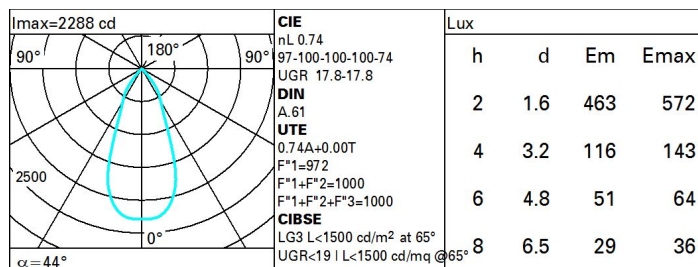 Imax=2288 cd
90°
180°
90°
2500
0°
α=44°
CIE
nL 0.74
97-100-100-100-74
UGR 17.8-17.8
DIN
A.61
UTE
0.74A+0.00T
F"1=972
F"1+F"2=1000
F"1+F"2+F"3=1000
CIBSE
LG3 L<1500 cd/m² at 65°
UGR<19 | L<1500 cd/mq @65°
Lux
h d Em Emax
2 1.6 463 572
4 3.2 116 143
6 4.8 51 64
8 6.5 29 36